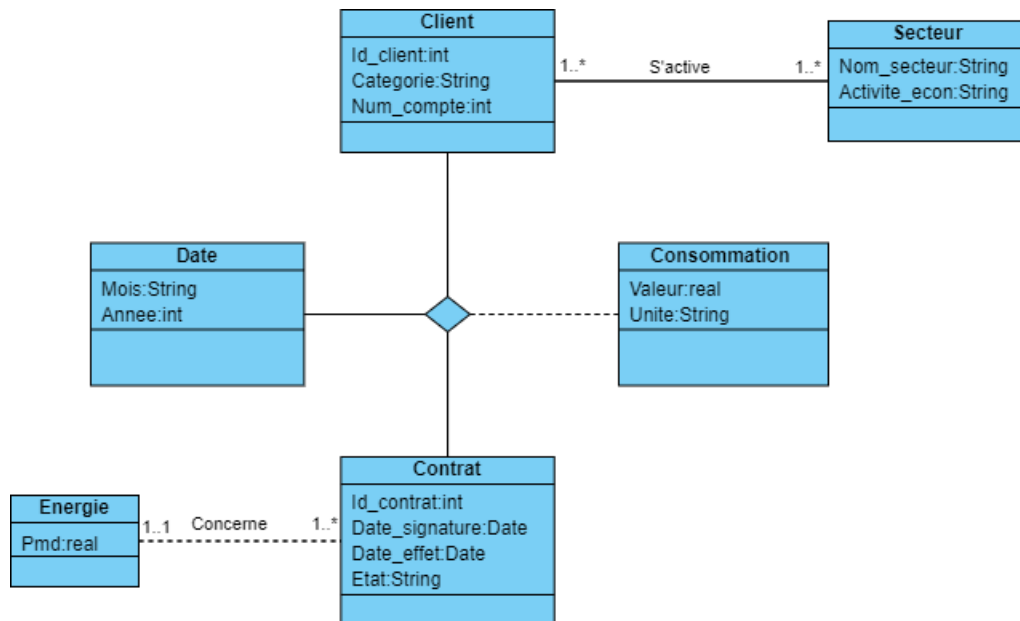 Client
Id_client:int
Categorie:String
Num_compte:int
1..*
S'active
1..*
Secteur
Nom_secteur:String
Activite_econ:String
Date
Mois:String
Annee:int
Consommation
Valeur:real
Unite:String
Energie
Pmd:real
1..1
Concerne
1..*
Contrat
Id_contrat:int
Date_signature:Date
Date_effet:Date
Etat:String